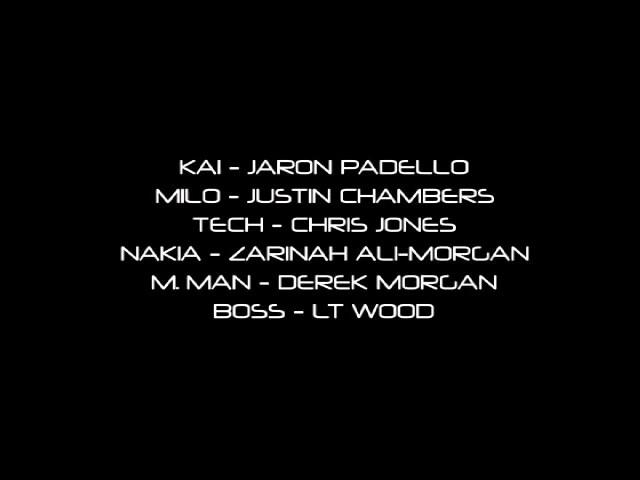 KAI - JARON PADELLO
MILO - JUSTIN CHAMBERS
TECH - CHRIS JONES
NAKIA - ZARINAH ALI-MORGAN
M. MAN - DEREK MORGAN
BOSS - LT WOOD